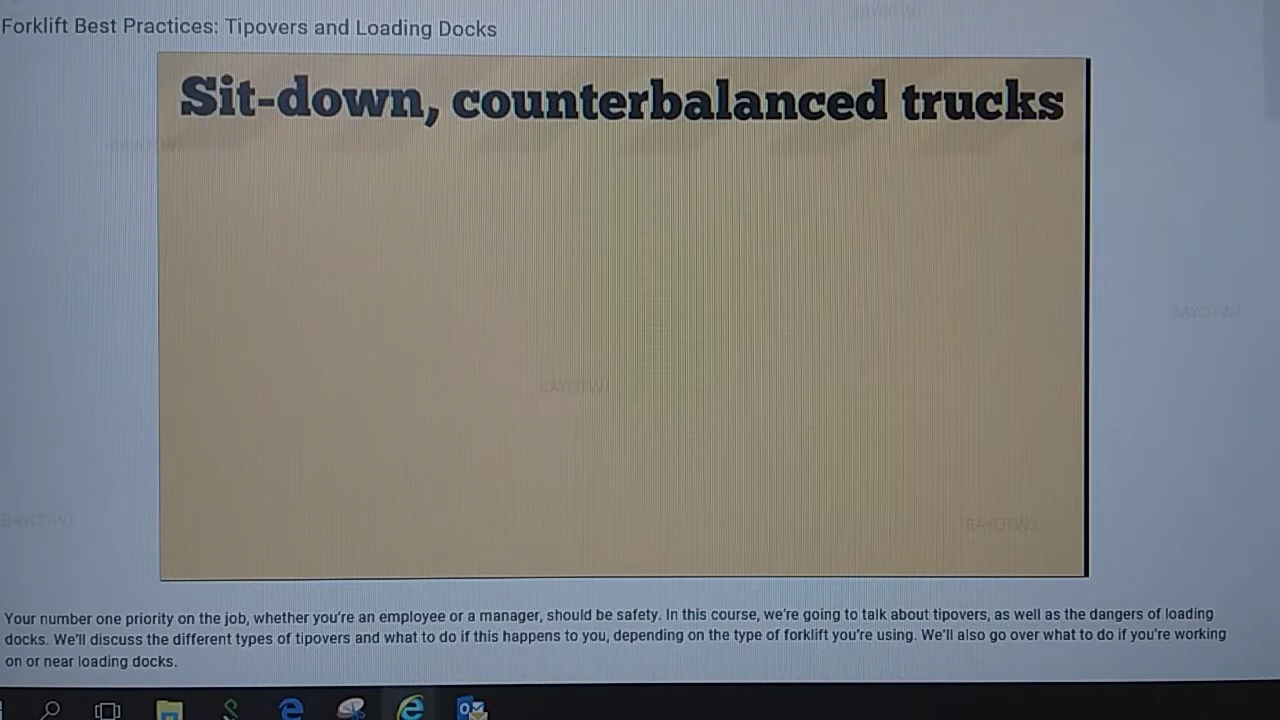 Forklift Best Practices: Tipovers and Loading Docks
Sit-down, counterbalanced trucks
Your number one priority on the job, whether you're an employee or a manager, should be safety. In this course, we're going to talk about tipovers, as well as the dangers of loading
docks. We'll discuss the different types of tipovers and what to do if this happens to you, depending on the type of forklift you're using. We'll also go over what to do if you're working
on or near loading docks.